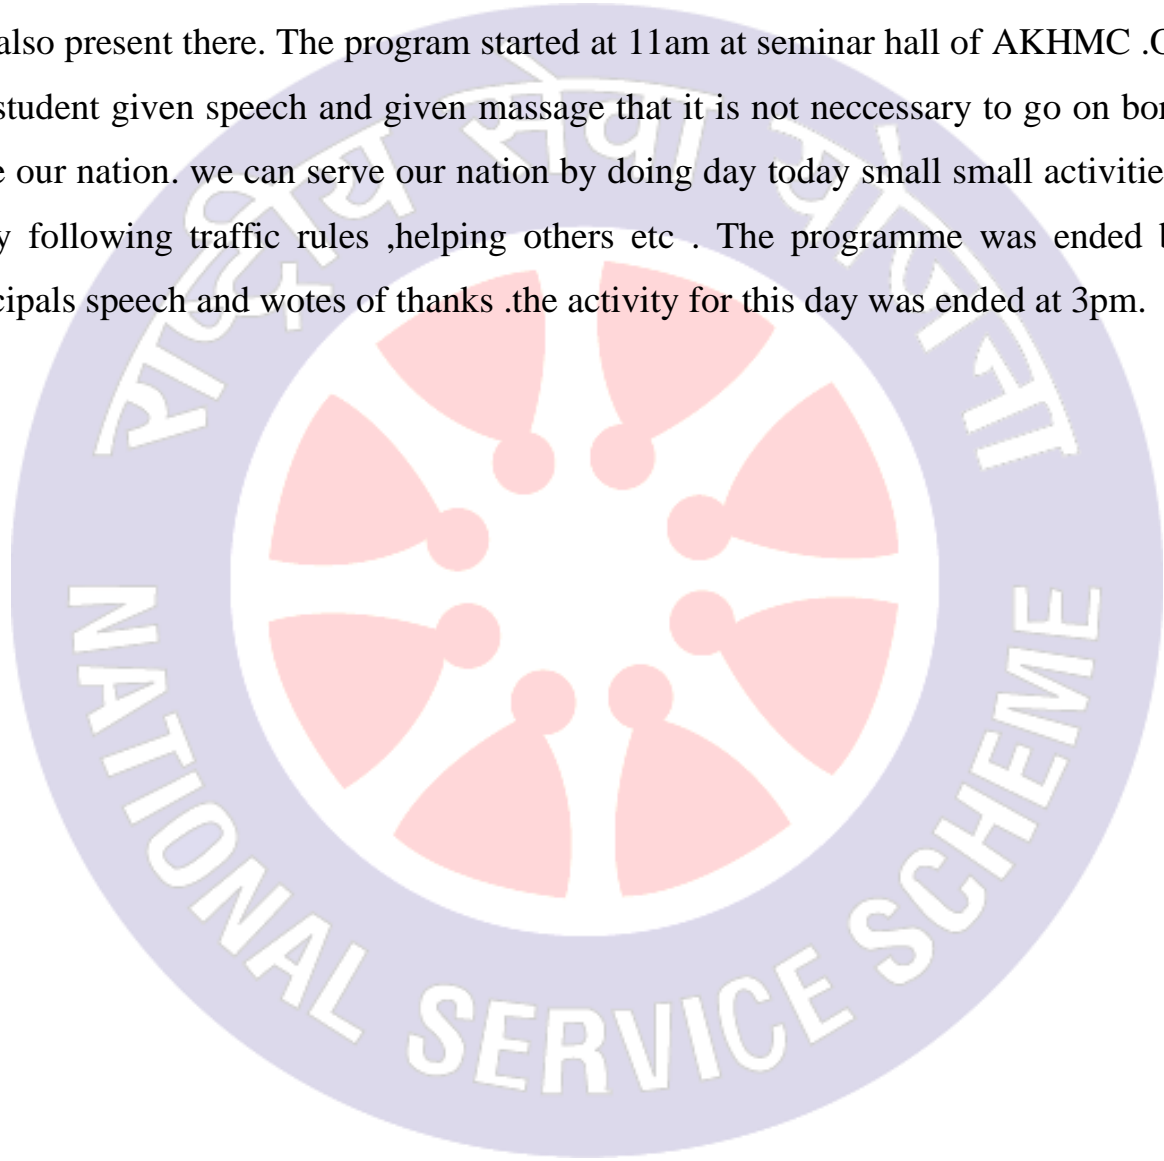 also present there. The program started at 11am at seminar hall of AKHMC .
student given speech and given massage that it is not neccessary to go on
our nation. we can serve our nation by doing day today small small
following traffic rules ,helping others etc . The programme was ended
speech and wotes of thanks .the activity for this day was ended at 3pm.
राष्ट्रीय सेवा योजना
NATIONAL SERVICE SCHEME